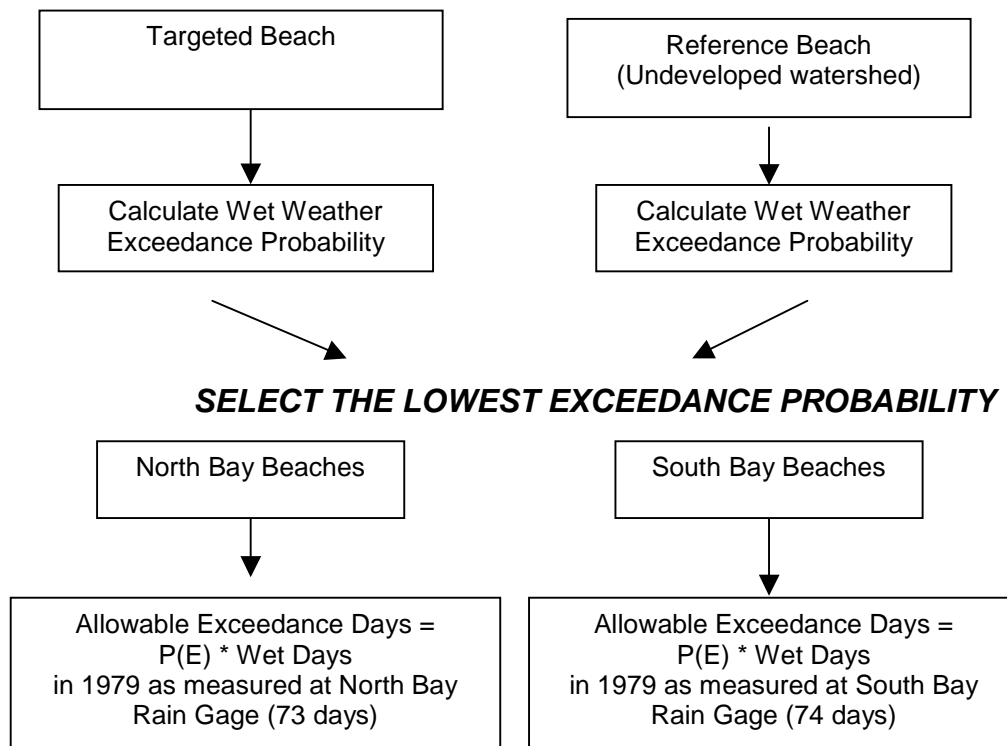 Targeted Beach
Reference Beach
(Undeveloped watershed)
Calculate Wet Weather
Exceedance Probability
Calculate Wet Weather
Exceedance Probability
SELECT THE LOWEST EXCEEDANCE PROBABILITY
North Bay Beaches
South Bay Beaches
Allowable Exceedance Days =
P(E) * Wet Days
in 1979 as measured at North Bay
Rain Gage (73 days)
Allowable Exceedance Days =
P(E) * Wet Days
in 1979 as measured at South Bay
Rain Gage (74 days)